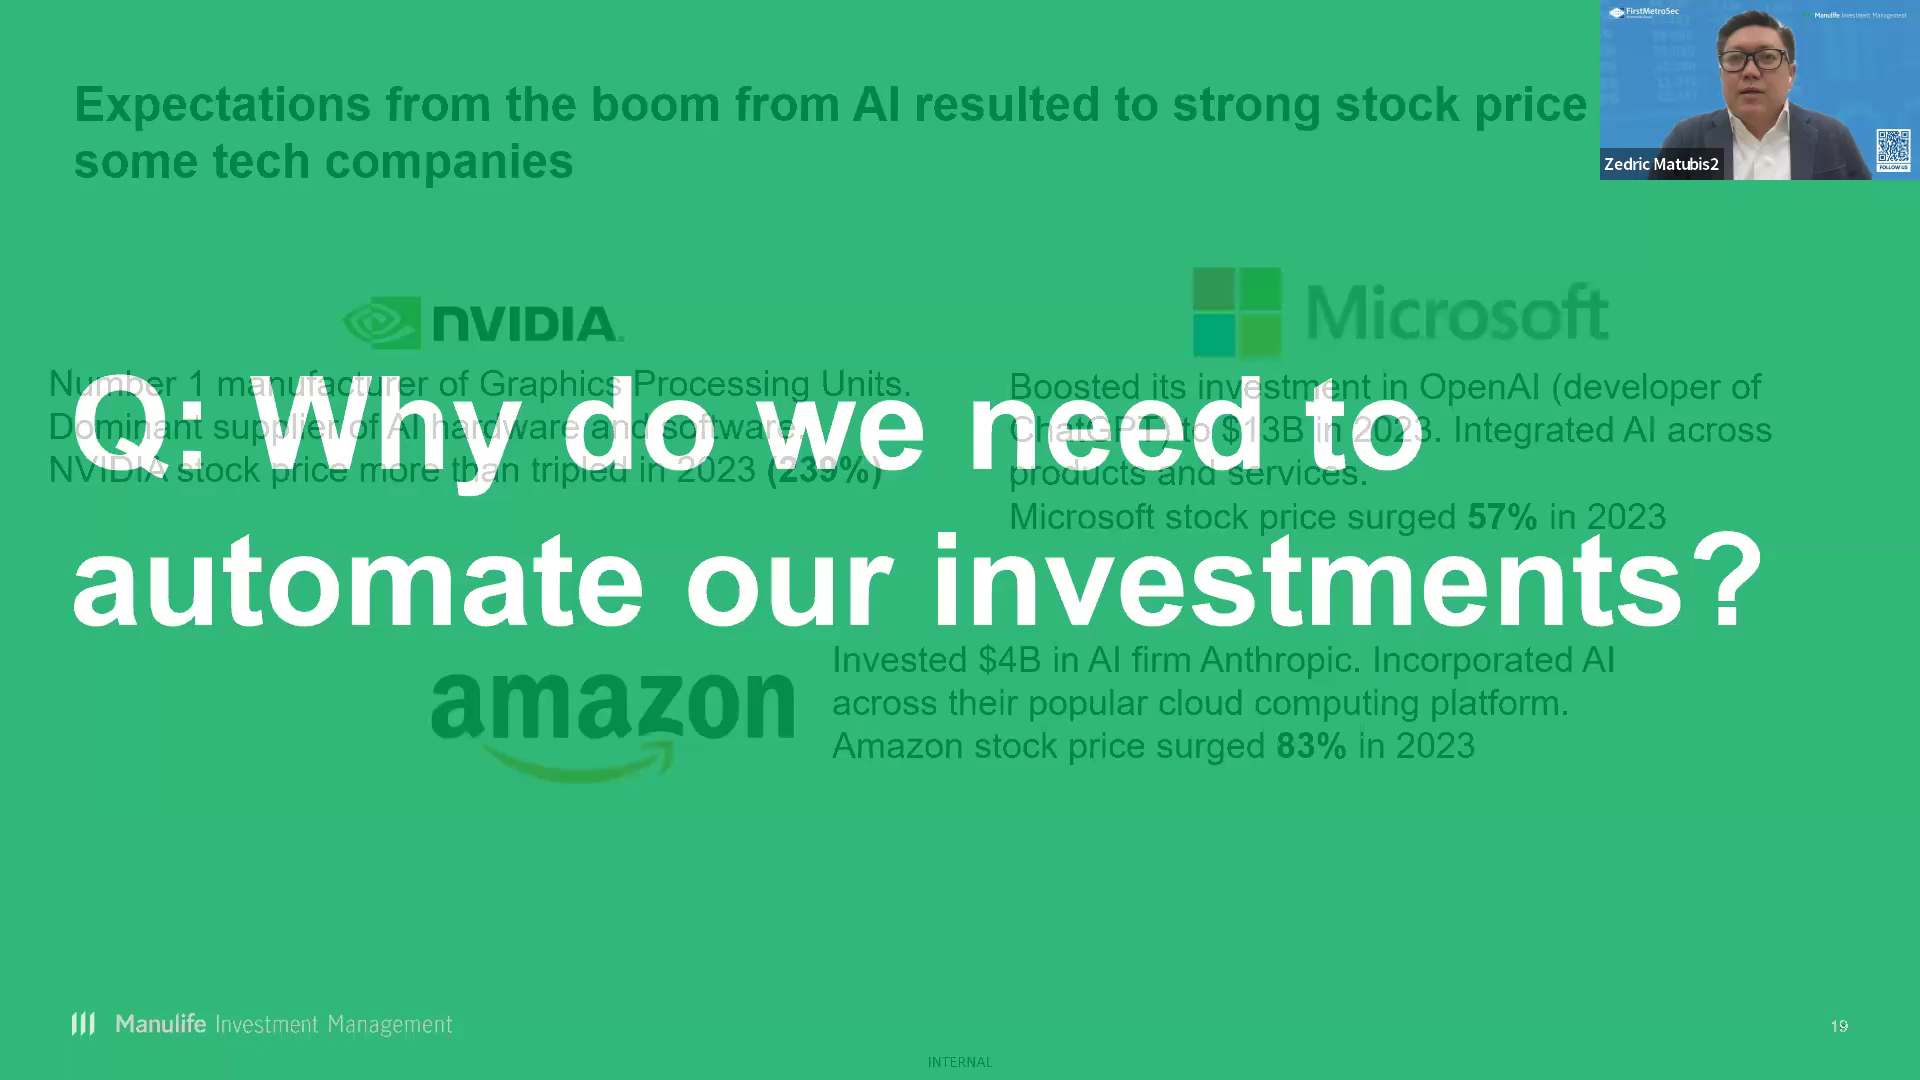 Expectations from the boom from AI resulted to strong stock price
some tech companies
FirstMetroSec
Manulife Investment Management
FOLLOW US
Zedric Matubis2
NVIDIA.
Number 1 manufacturer of Graphics Processing Units.
Dominant supplier of AI hardware and software.
NVIDIA stock price more than tripled in 2023 (239%)
Microsoft
Boosted its investment in OpenAI (developer of
ChatGPT) to $13B in 2023. Integrated AI across
products and services.
Microsoft stock price surged 57% in 2023
Q: Why do we need to
automate our investments?
amazon
Invested $4B in AI firm Anthropic. Incorporated AI
across their popular cloud computing platform.
Amazon stock price surged 83% in 2023
Manulife Investment Management
19
INTERNAL